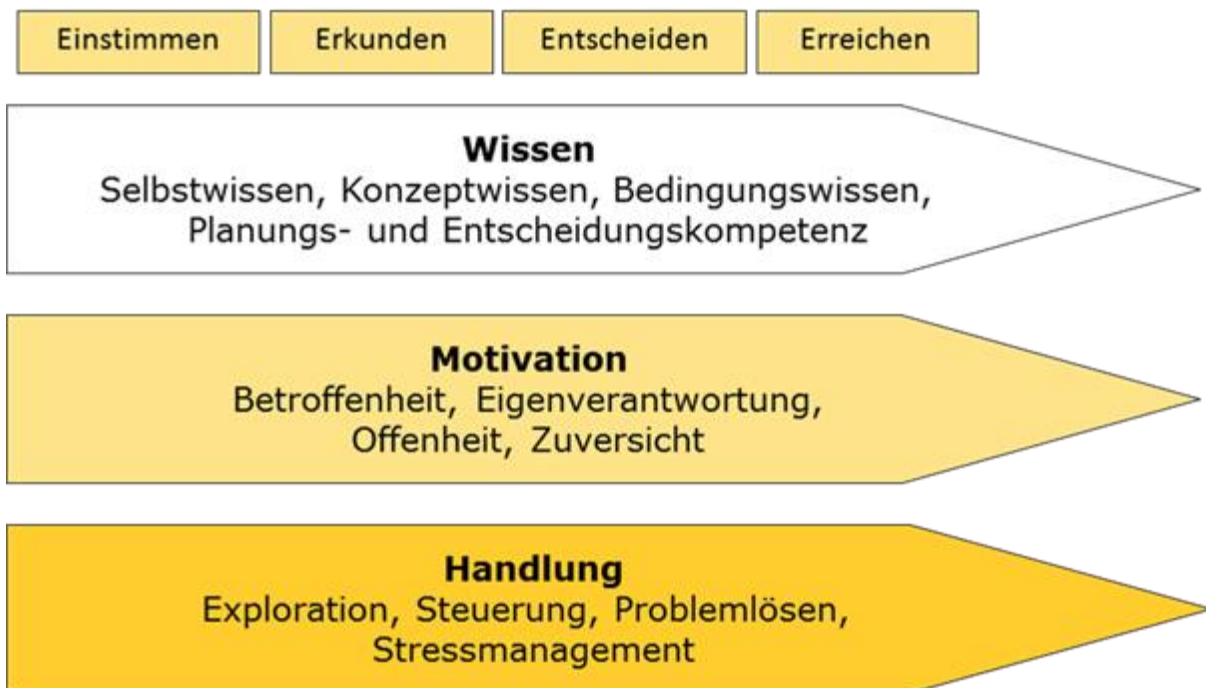 Einstimmen
Erkunden
Entscheiden
Erreichen
Wissen
Selbstwissen, Konzeptwissen, Bedingungswissen,
Planungs- und Entscheidungskompetenz
Motivation
Betroffenheit, Eigenverantwortung,
Offenheit, Zuversicht
Handlung
Exploration, Steuerung, Problemlösen,
Stressmanagement